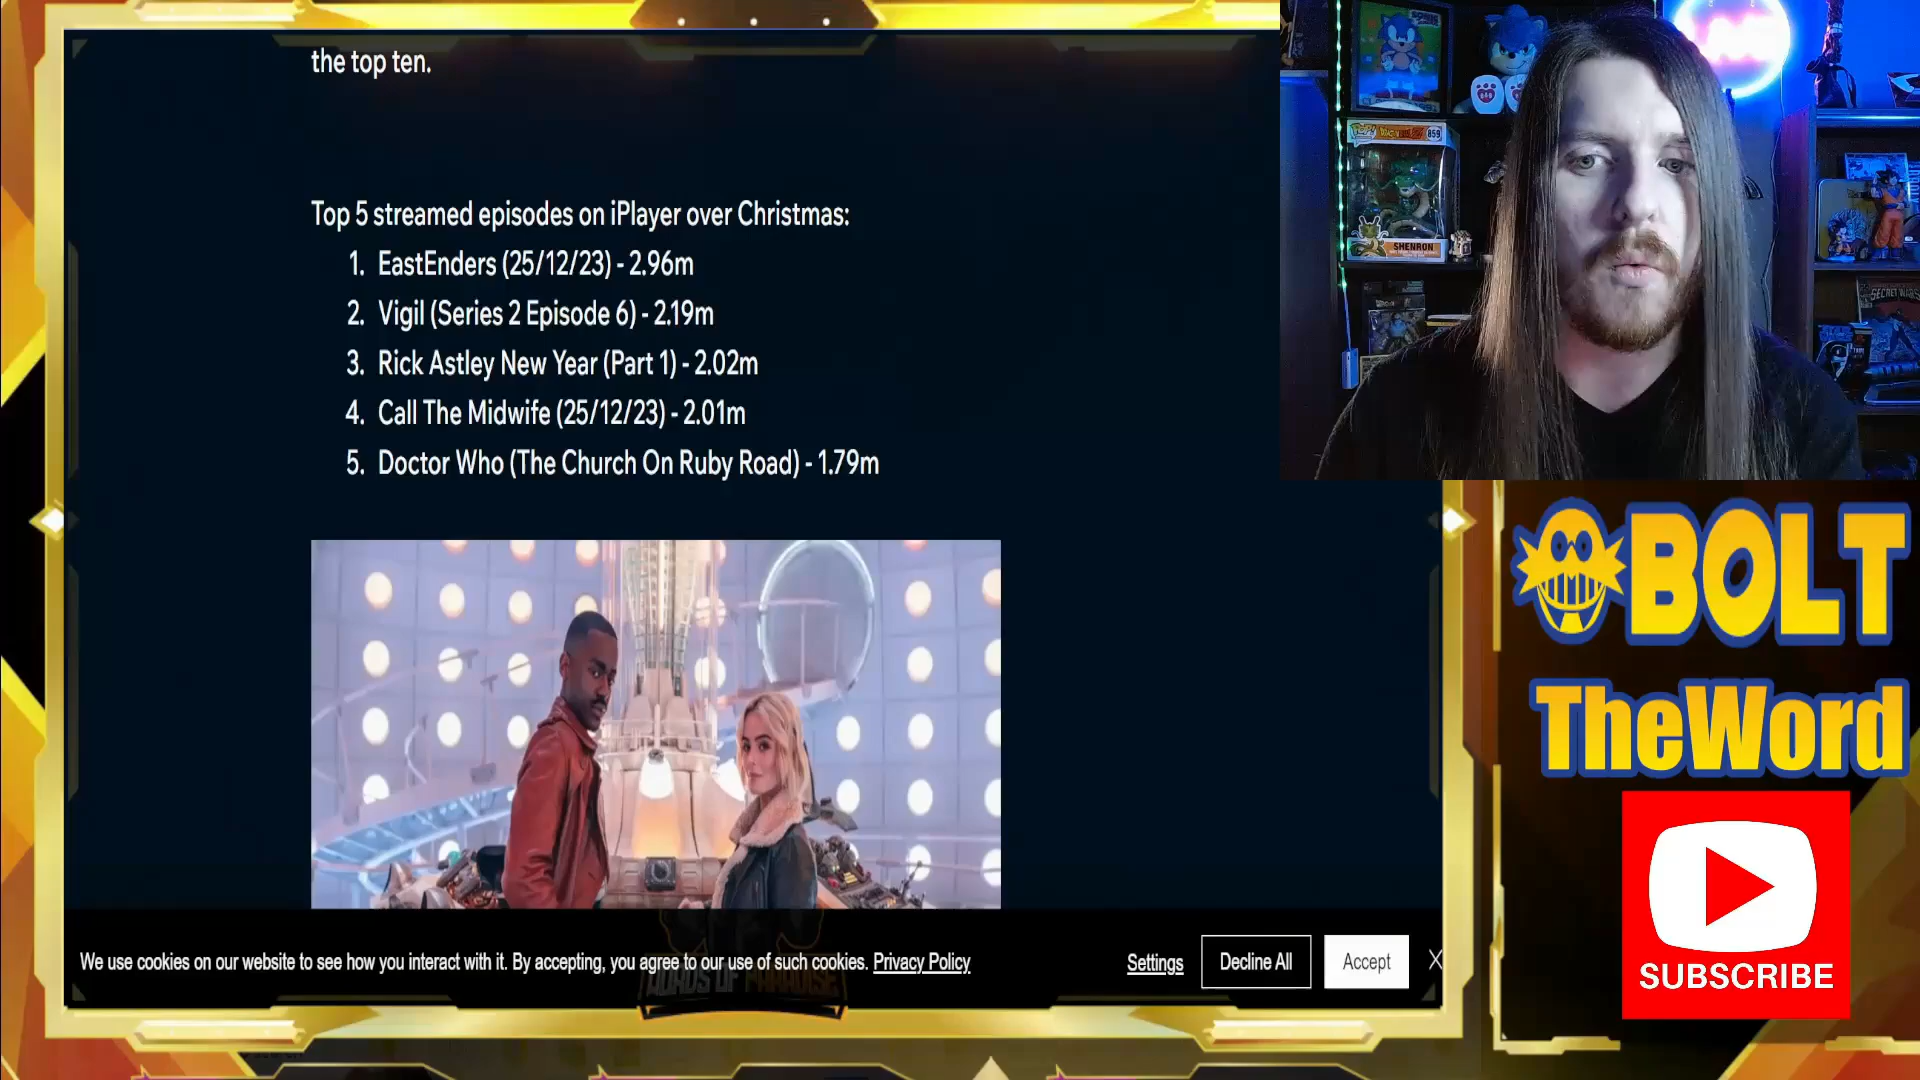 the top ten.
Top 5 streamed episodes on iPlayer over Christmas:
1. EastEnders (25/12/23) - 2.96m
2. Vigil (Series 2 Episode 6) - 2.19m
3. Rick Astley New Year (Part 1) - 2.02m
4. Call The Midwife (25/12/23) - 2.01m
5. Doctor Who (The Church On Ruby Road) - 1.79m
We use cookies on our website to see how you interact with it. By accepting, you agree to our use of such cookies. Privacy Policy
Settings
Decline All
Accept
X
859
SHENRON
SECRET WARS
BOLT
TheWord
SUBSCRIBE